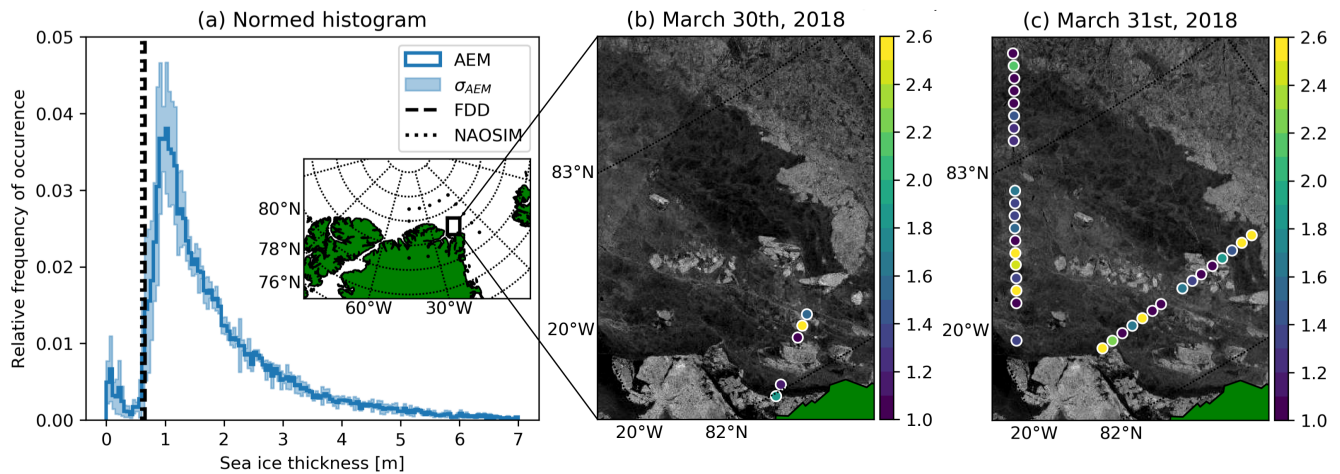 (a) Normed histogram
0.05
0.04
0.03
0.02
0.01
0.00
Relative frequency of occurrence
0 1 2 3 4 5 6 7
Sea ice thickness [m]
AEM
σAEM
FDD
NAOSIM
80°N
78°N
76°N
60°W 30°W
(b) March 30th, 2018
83°N
20°W
20°W 82°N
2.6
2.4
2.2
2.0
1.8
1.6
1.4
1.2
1.0
(c) March 31st, 2018
83°N
20°W
20°W 82°N
2.6
2.4
2.2
2.0
1.8
1.6
1.4
1.2
1.0